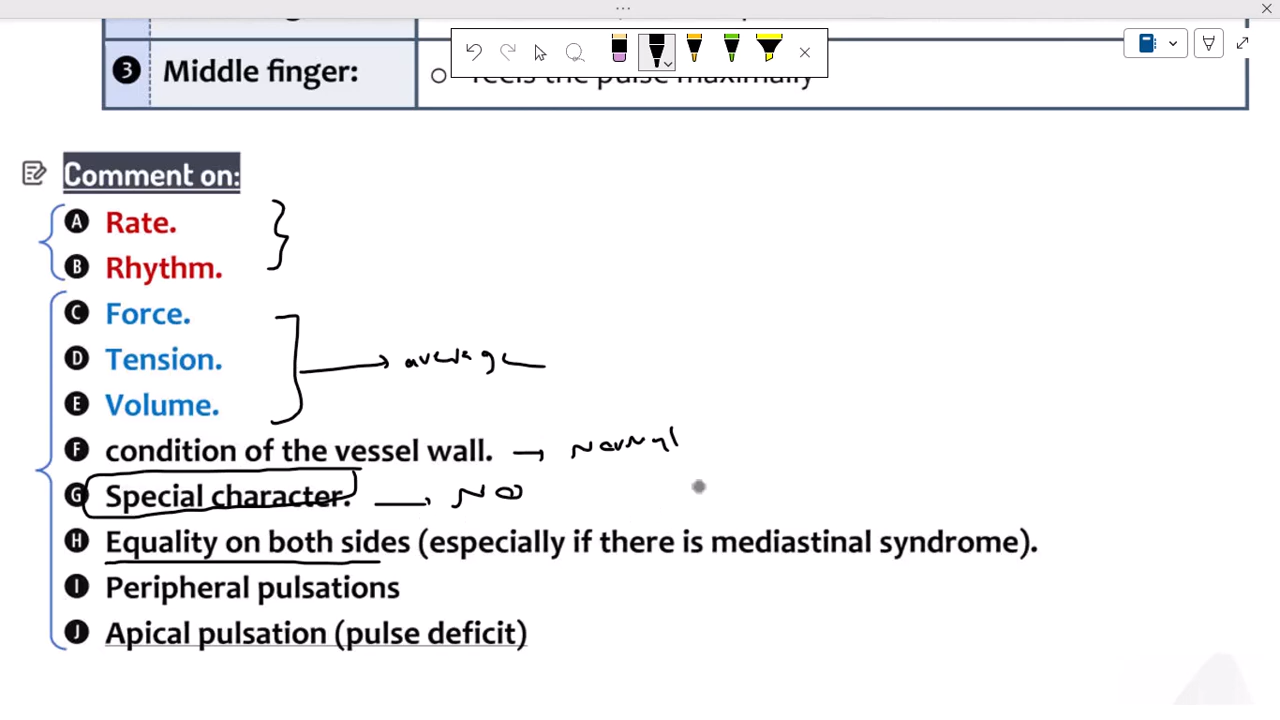 3 Middle finger:
feels the pulse maximally
Comment on:
A Rate.
B Rhythm.
C Force.
D Tension. → average
E Volume.
F condition of the vessel wall. → Normal
G Special character. → NO
H Equality on both sides (especially if there is mediastinal syndrome).
I Peripheral pulsations
J Apical pulsation (pulse deficit)